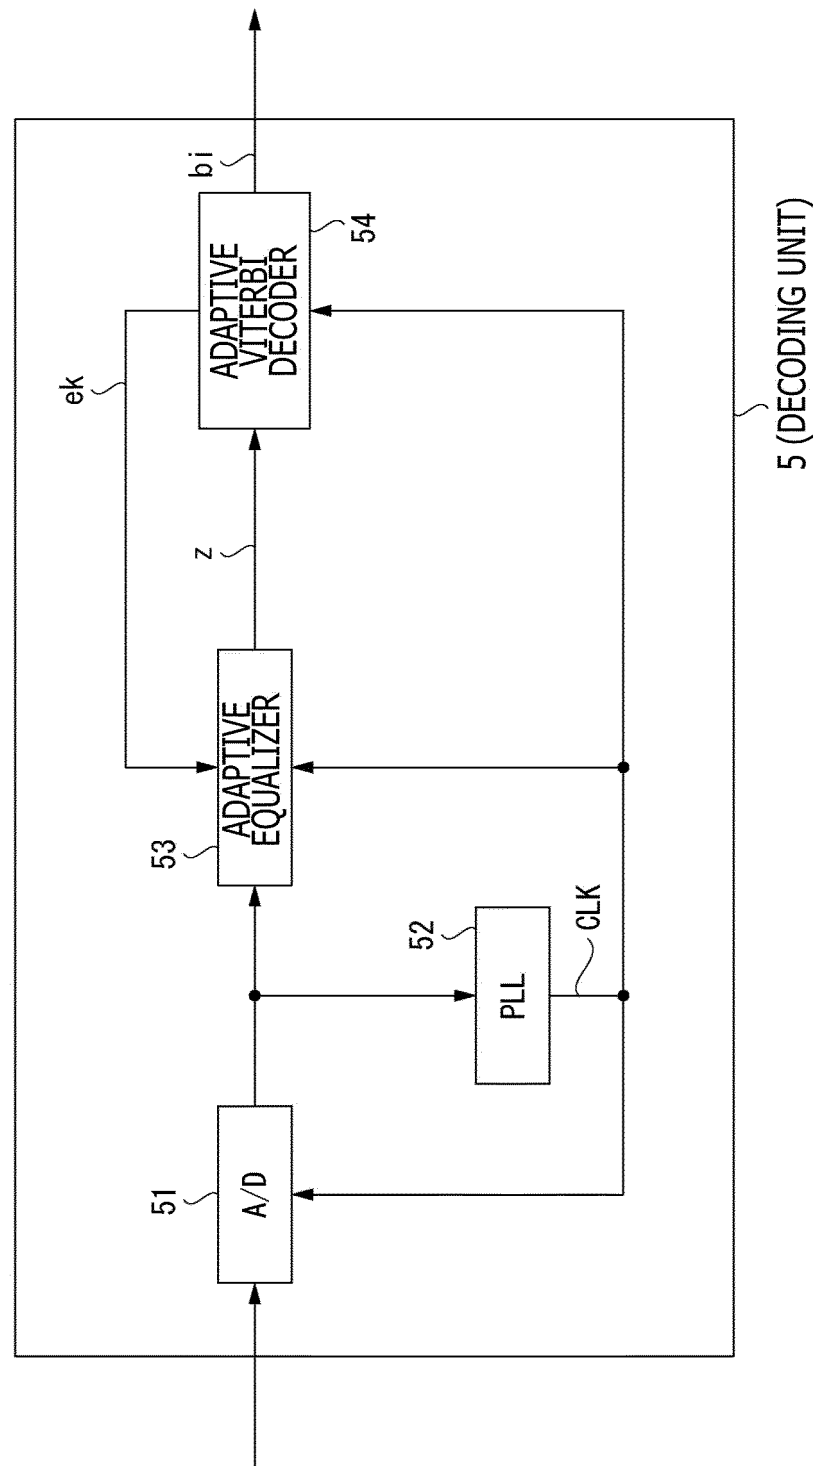 5 (DECODING UNIT)
ek
51
A/D
52
PLL
CLK
53
ADAPTIVE
EQUALIZER
z
54
ADAPTIVE
VITERBI
DECODER
bi